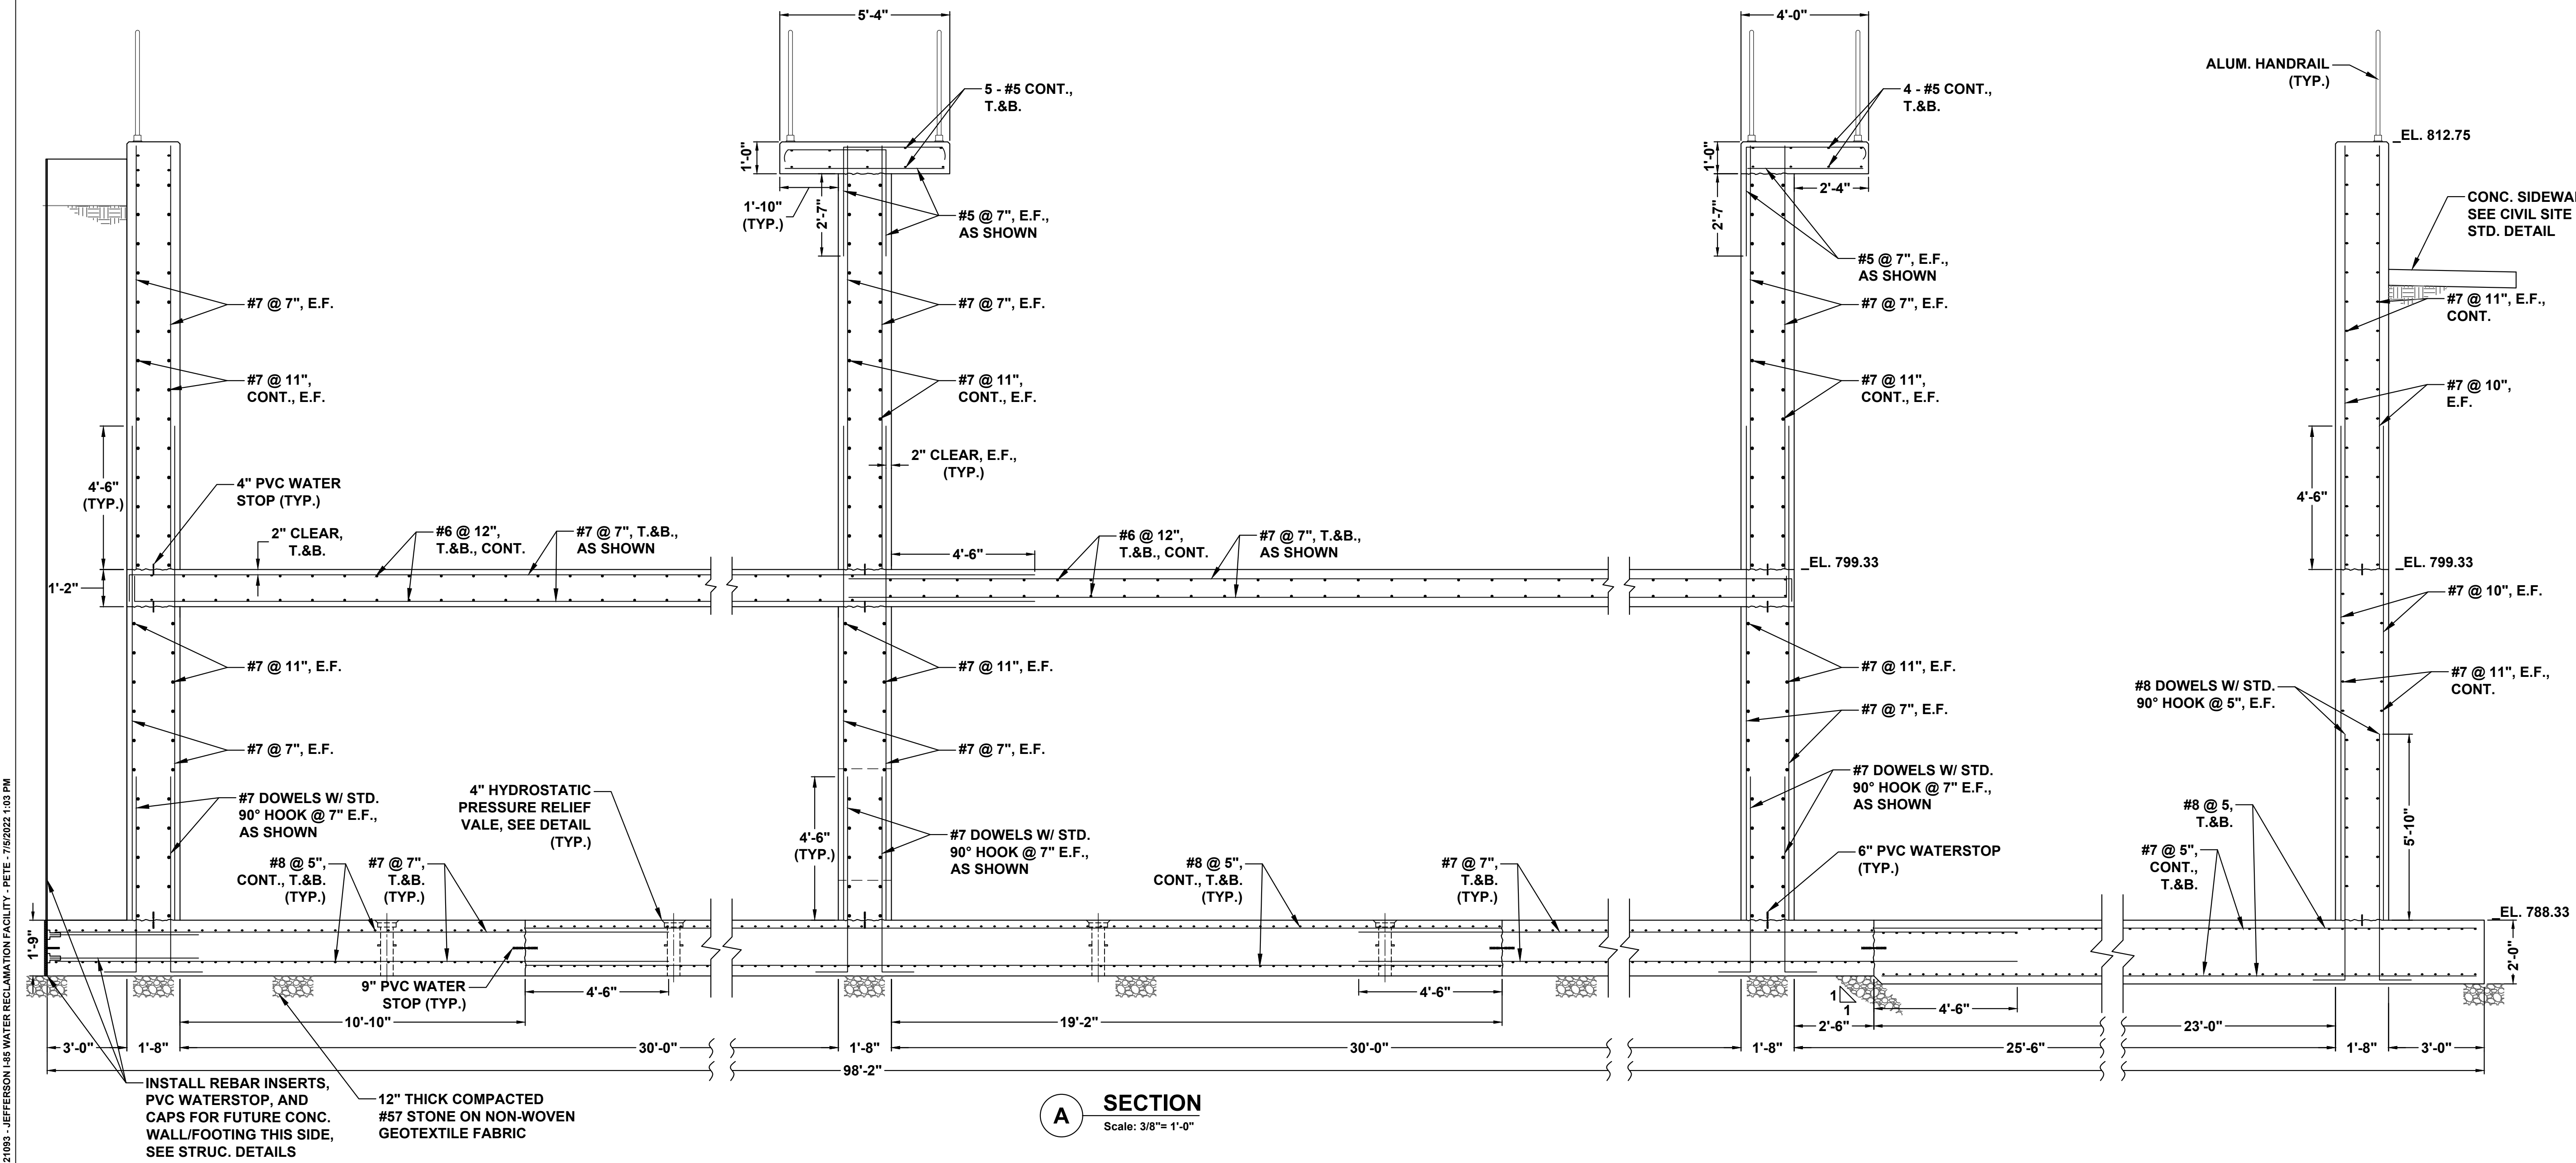 5'-4"
4'-0"
ALUM. HANDRAIL
(TYP.)
5 - #5 CONT.,
T.&B.
4 - #5 CONT.,
T.&B.
EL. 812.75
1'-0"
1'-0"
1'-10"
(TYP.)
2'-7"
#5 @ 7", E.F.,
AS SHOWN
2'-4"
2'-7"
#5 @ 7", E.F.,
AS SHOWN
CONC. SIDEWA
SEE CIVIL SITE
STD. DETAIL
#7 @ 7", E.F.
#7 @ 7", E.F.
#7 @ 7", E.F.
#7 @ 11", E.F.,
CONT.
#7 @ 11",
CONT., E.F.
#7 @ 11",
CONT., E.F.
#7 @ 11",
CONT., E.F.
#7 @ 10",
E.F.
2" CLEAR, E.F.,
(TYP.)
4'-6"
(TYP.)
4" PVC WATER
STOP (TYP.)
4'-6"
2" CLEAR,
T.&B.
#6 @ 12",
T.&B., CONT.
#7 @ 7", T.&B.,
AS SHOWN
4'-6"
#6 @ 12",
T.&B., CONT.
#7 @ 7", T.&B.,
AS SHOWN
EL. 799.33
EL. 799.33
1'-2"
#7 @ 10", E.F.
#7 @ 11", E.F.
#7 @ 11", E.F.
#7 @ 11", E.F.
#7 @ 11", E.F.,
CONT.
#8 DOWELS W/ STD.
90° HOOK @ 5", E.F.
#7 @ 7", E.F.
#7 @ 7", E.F.
#7 @ 7", E.F.
#7 DOWELS W/ STD.
90° HOOK @ 7" E.F.,
AS SHOWN
4" HYDROSTATIC
PRESSURE RELIEF
VALE, SEE DETAIL
(TYP.)
4'-6"
(TYP.)
#7 DOWELS W/ STD.
90° HOOK @ 7" E.F.,
AS SHOWN
#7 DOWELS W/ STD.
90° HOOK @ 7" E.F.,
AS SHOWN
#8 @ 5,
T.&B.
5'-10"
#8 @ 5",
CONT., T.&B.
(TYP.)
#7 @ 7",
T.&B.
(TYP.)
#8 @ 5",
CONT., T.&B.
(TYP.)
#7 @ 7",
T.&B.
(TYP.)
6" PVC WATERSTOP
(TYP.)
#7 @ 5",
CONT.,
T.&B.
EL. 788.33
1'-9"
2'-0"
9" PVC WATER
STOP (TYP.)
4'-6"
4'-6"
1
1
4'-6"
10'-10"
19'-2"
2'-6"
23'-0"
3'-0"
1'-8"
30'-0"
1'-8"
30'-0"
1'-8"
25'-6"
1'-8"
3'-0"
98'-2"
INSTALL REBAR INSERTS,
PVC WATERSTOP, AND
CAPS FOR FUTURE CONC.
WALL/FOOTING THIS SIDE,
SEE STRUC. DETAILS
12" THICK COMPACTED
#57 STONE ON NON-WOVEN
GEOTEXTILE FABRIC
A
SECTION
Scale: 3/8"= 1'-0"
21093 - JEFFERSON I-85 WATER RECLAMATION FACILITY - PETE - 7/5/2022 1:03 PM